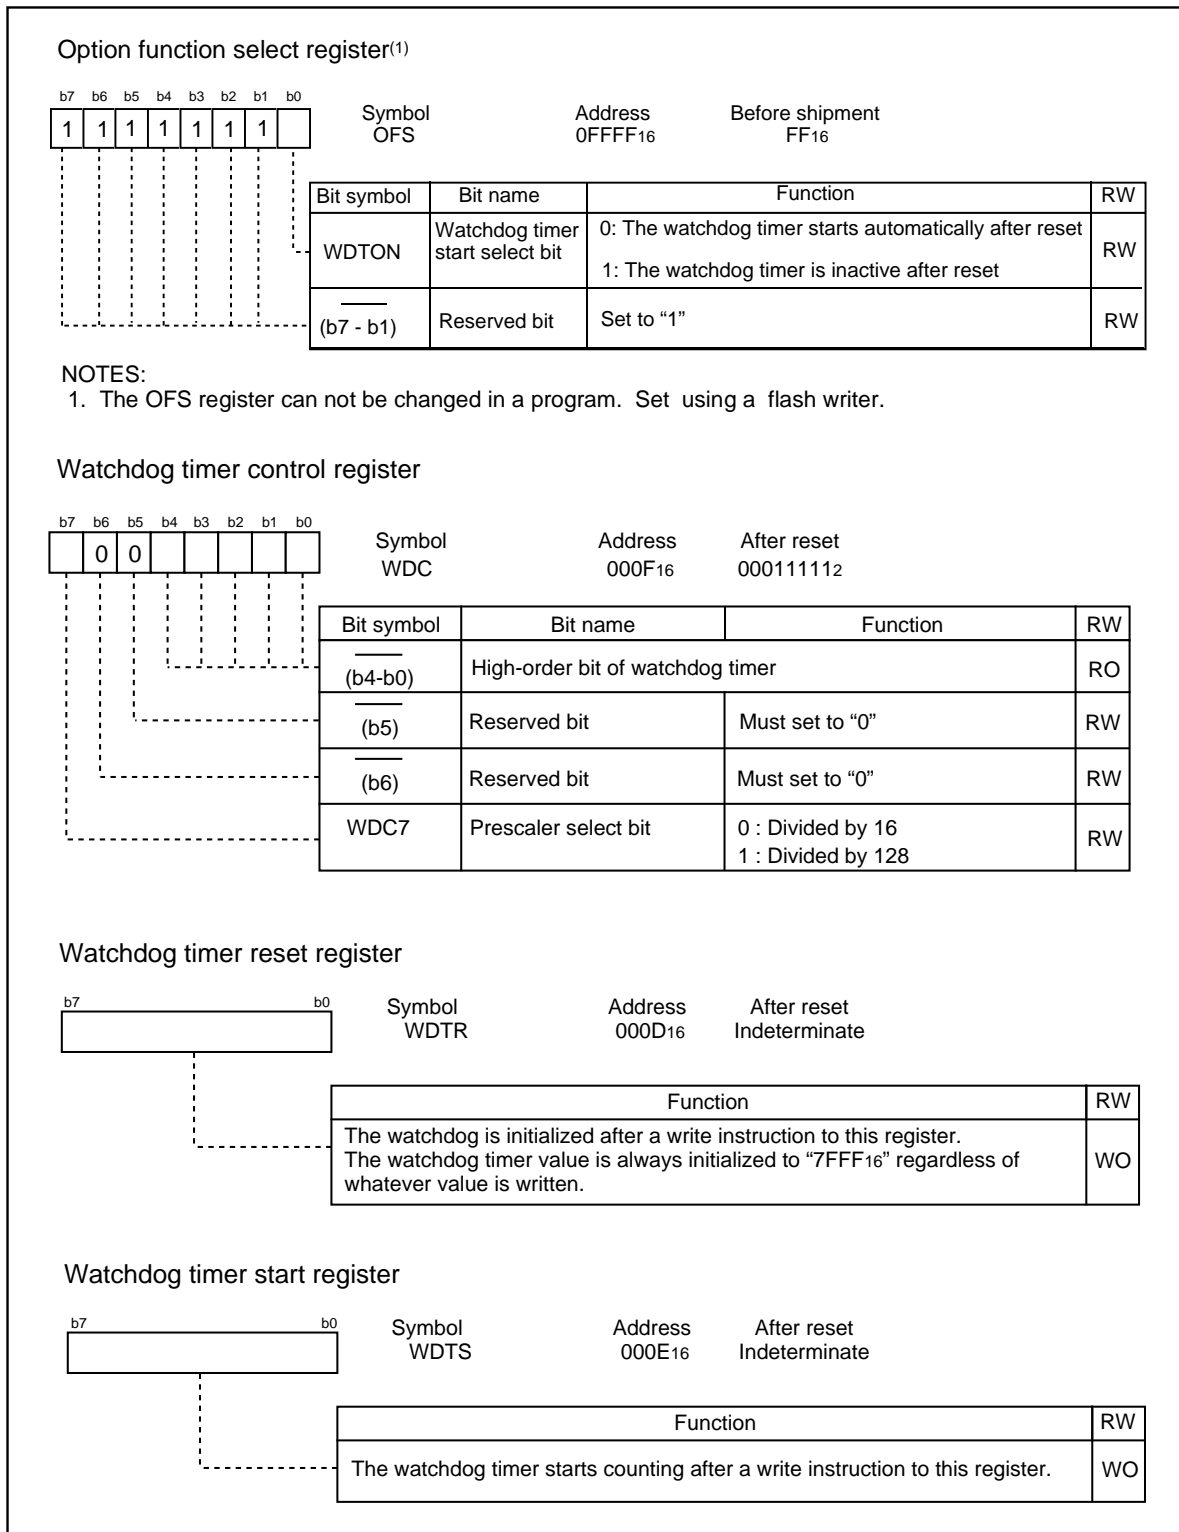 Option function select register(1)
b7 b6 b5 b4 b3 b2 b1 b0
1 1 1 1 1 1 1
Symbol Address Before shipment
OFS 0FFFF16 FF16
Bit symbol Bit name Function RW
WDTON Watchdog timer start select bit 0: The watchdog timer starts automatically after reset RW
1: The watchdog timer is inactive after reset
(b7 - b1) Reserved bit Set to “1” RW
NOTES:
1. The OFS register can not be changed in a program. Set using a flash writer.
Watchdog timer control register
b7 b6 b5 b4 b3 b2 b1 b0
0 0
Symbol Address After reset
WDC 000F16 000111112
Bit symbol Bit name Function RW
(b4-b0) High-order bit of watchdog timer RO
(b5) Reserved bit Must set to “0” RW
(b6) Reserved bit Must set to “0” RW
WDC7 Prescaler select bit 0 : Divided by 16 RW
1 : Divided by 128
Watchdog timer reset register
b7 b0
Symbol Address After reset
WDTR 000D16 Indeterminate
Function RW
The watchdog is initialized after a write instruction to this register.
The watchdog timer value is always initialized to “7FFF16” regardless of WO
whatever value is written.
Watchdog timer start register
b7 b0
Symbol Address After reset
WDTS 000E16 Indeterminate
Function RW
The watchdog timer starts counting after a write instruction to this register. WO